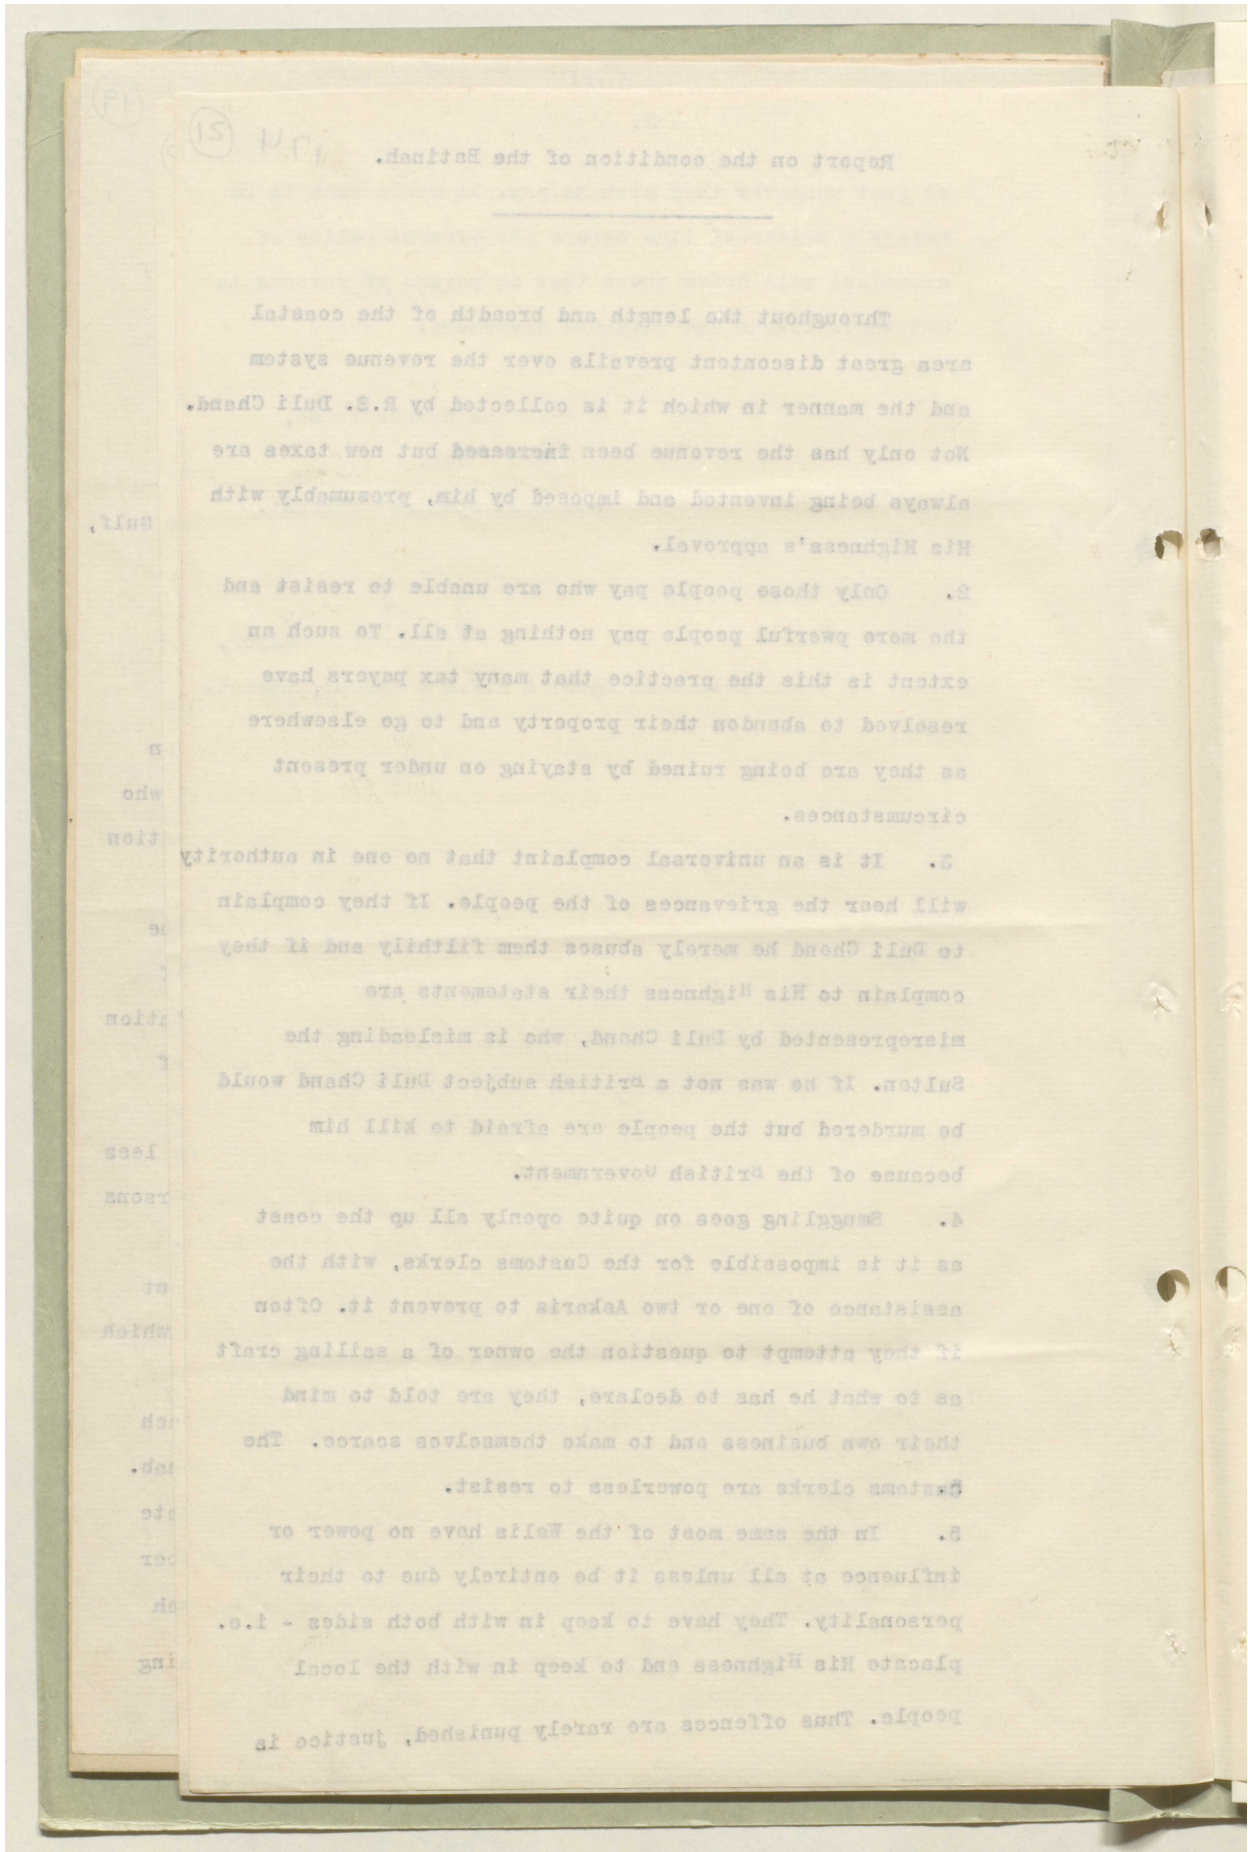 Report on the condition of the Batinah.
Throughout the length and breadth of the coastal
area great discontent prevails over the revenue system
and the manner in which it is collected by R.S. Duli Chand.
Not only has the revenue been increased but new taxes are
always being invented and imposed by him, presumably with
His Highness's approval.
2. Only those people pay who are unable to resist and
the more pwerful people pay nothing at all. To such an
extent is this the practice that many tax payers have
resolved to abandon their property and to go elsewhere
as they are being ruined by staying on under present
circumstances.
3. It is an universal complaint that no one in authority
will hear the grievances of the people. If they complain
to Duli Chand he merely abuses them filthily and if they
complain to His Highness their statements are
misrepresented by Duli Chand, who is misleading the
Sultan. If he was not a British subject Duli Chand would
be murdered but the people are afraid to kill him
because of the British Government.
4. Smuggling goes on quite openly all up the coast
as it is impossible for the Customs clerks, with the
assistance of one or two Askaris to prevent it. Often
if they attempt to question the owner of a sailing craft
as to what he has to declare, they are told to mind
their own business and to make themselves scarce. The
Customs clerks are powerless to resist.
5. In the same most of the Walis have no power or
influence at all unless it be entirely due to their
personality. They have to keep in with both sides - i.e.
placate His Highness and to keep in with the local
people. Thus offences are rarely punished, justice is
21
19
Gulf,
who
less
which